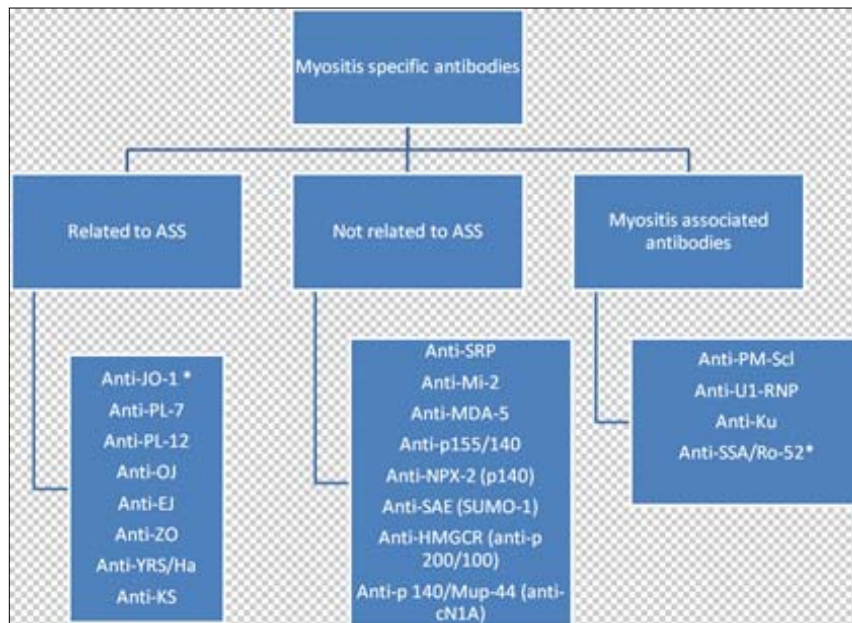 Myositis specific antibodies
Related to ASS
Not related to ASS
Myositis associated
antibodies
Anti-JO-1 *
Anti-PL-7
Anti-PL-12
Anti-OJ
Anti-EJ
Anti-ZO
Anti-YRS/Ha
Anti-KS
Anti-SRP
Anti-Mi-2
Anti-MDA-5
Anti-p155/140
Anti-NPX-2 (p140)
Anti-SAE (SUMO-1)
Anti-HMGCR (anti-p
200/100)
Anti-p 140/Mup-44 (anti-
cN1A)
Anti-PM-Scl
Anti-U1-RNP
Anti-Ku
Anti-SSA/Ro-52*